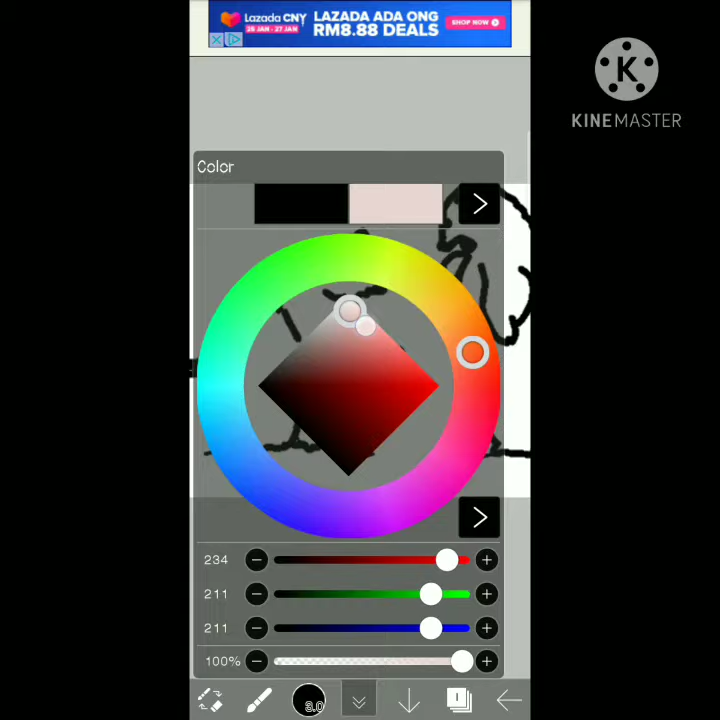 Lazada CNY
25 JAN - 27 JAN
LAZADA ADA ONG
RM8.88 DEALS
SHOP NOW
K
KINEMASTER
Color
234
211
211
100%
3.0
1